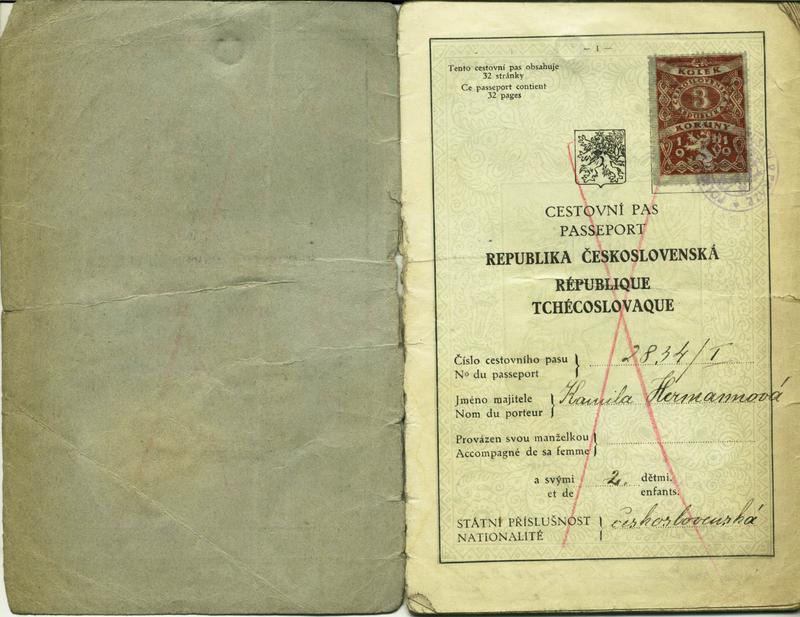 — 1 —
Tento cestovní pas obsahuje
32 stránky
Ce passeport contient
32 pages
KOLEK
3
KORUNY
1919
CESTOVNÍ PAS
PASSEPORT
REPUBLIKA ČESKOSLOVENSKÁ
RÉPUBLIQUE
TCHÉCOSLOVAQUE
Číslo cestovního pasu } 2834/I
Nº du passeport
Jméno majitele } Kamila Heřmannová
Nom du porteur
Provázen svou manželkou }
Accompagné de sa femme
a svými 2. dětmi.
et de enfants.
STÁTNÍ PŘÍSLUŠNOST } československá
NATIONALITÉ